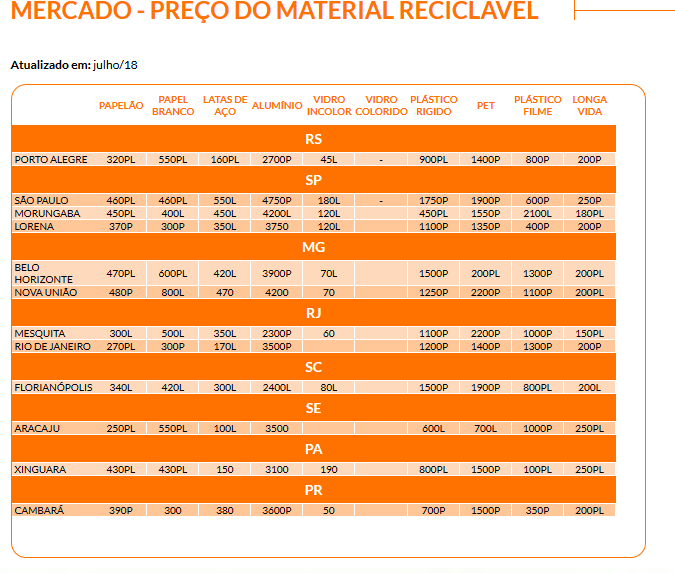 MERCADO - PREÇO DO MATERIAL RECICLÁVEL
Atualizado em: julho/18
PAPELÃO PAPEL BRANCO LATAS DE AÇO ALUMÍNIO VIDRO INCOLOR VIDRO COLORIDO PLÁSTICO RIGIDO PET PLÁSTICO FILME LONGA VIDA
RS
PORTO ALEGRE 320PL 550PL 160PL 2700P 45L - 900PL 1400P 800P 200P
SP
SÃO PAULO 460PL 460PL 550L 4750P 180L - 1750P 1900P 600P 250P
MORUNGABA 450PL 400L 450L 4200L 120L 450PL 1550P 2100L 180PL
LORENA 370P 300P 350L 3750 120L 1100P 1350P 400P 200P
MG
BELO HORIZONTE 470PL 600PL 420L 3900P 70L 1500P 200PL 1300P 200PL
NOVA UNIÃO 480P 800L 470 4200 70 1250P 2200P 1100P 200PL
RJ
MESQUITA 300L 500L 350L 2300P 60 1100P 2200P 1000P 150PL
RIO DE JANEIRO 270PL 300P 170L 3500P 1200P 1400P 1300P 200P
SC
FLORIANÓPOLIS 340L 420L 300L 2400L 80L 1500P 1900P 800PL 200L
SE
ARACAJU 250PL 550PL 100L 3500 600L 700L 1000P 250PL
PA
XINGUARA 430PL 430PL 150 3100 190 800PL 1500P 100PL 250PL
PR
CAMBARÁ 390P 300 380 3600P 50 700P 1500P 350P 200PL